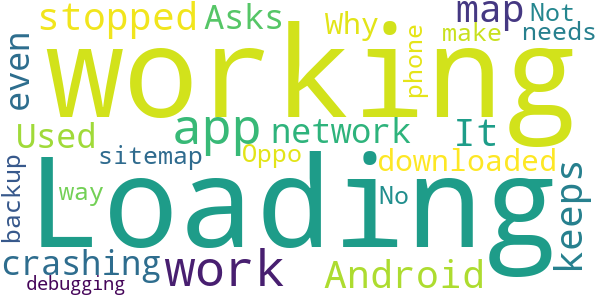 stopped
Asks
Why
map
Not
make
needs
even
working
phone
app
network
It
Used
sitemap
Oppo
downloaded
backup
way
Loading
No
keeps
crashing
work
Android
debugging